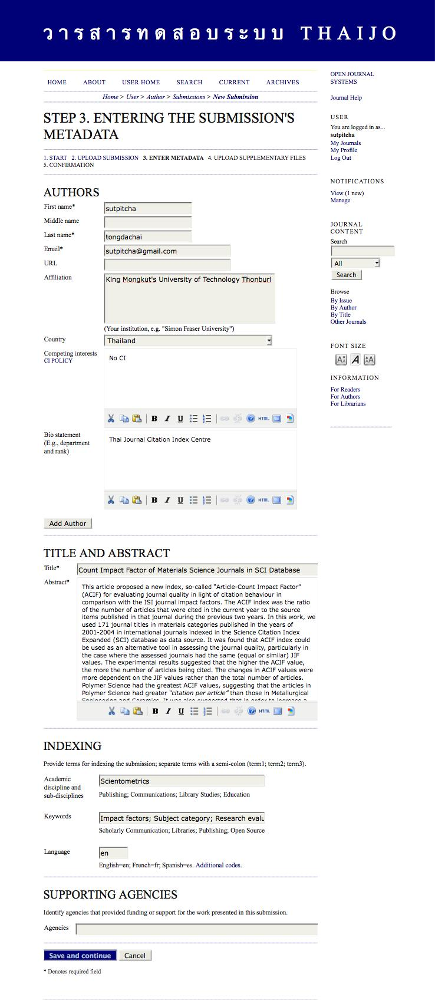 วารสารทดสอบระบบ THAIJO
HOME ABOUT USER HOME SEARCH CURRENT ARCHIVES
Home > User > Author > Submissions > New Submission
STEP 3. ENTERING THE SUBMISSION'S
METADATA
1. START 2. UPLOAD SUBMISSION 3. ENTER METADATA 4. UPLOAD SUPPLEMENTARY FILES
5. CONFIRMATION
AUTHORS
First name* sutpitcha
Middle name
Last name* tongdachai
Email* sutpitcha@gmail.com
URL
Affiliation King Mongkut's University of Technology Thonburi
(Your institution, e.g. "Simon Fraser University")
Country Thailand
Competing interests
CI POLICY
No CI
B I U HTML
Bio statement
(E.g., department
and rank)
Thai Journal Citation Index Centre
B I U HTML
Add Author
TITLE AND ABSTRACT
Title* Count Impact Factor of Materials Science Journals in SCI Database
Abstract*
This article proposed a new index, so-called “Article-Count Impact Factor”
(ACIF) for evaluating journal quality in light of citation behaviour in
comparison with the ISI journal impact factors. The ACIF index was the ratio
of the number of articles that were cited in the current year to the source
items published in that journal during the previous two years. In this work, we
used 171 journal titles in materials categories published in the years of
2001-2004 in international journals indexed in the Science Citation Index
Expanded (SCI) database as data source. It was found that ACIF index could
be used as an alternative tool in assessing the journal quality, particularly in
the case where the assessed journals had the same (equal or similar) JIF
values. The experimental results suggested that the higher the ACIF value,
the more the number of articles being cited. The changes in ACIF values were
more dependent on the JIF values rather than the total number of articles.
Polymer Science had the greatest ACIF values, suggesting that the articles in
Polymer Science had greater “citation per article” than those in Metallurgical
Engineering and Ceramics. It was also suggested that in order to increase a
B I U HTML
INDEXING
Provide terms for indexing the submission; separate terms with a semi-colon (term1; term2; term3).
Academic
discipline and
sub-disciplines
Scientometrics
Publishing; Communications; Library Studies; Education
Keywords Impact factors; Subject category; Research evalu
Scholarly Communication; Libraries; Publishing; Open Source
Language en
English=en; French=fr; Spanish=es. Additional codes.
SUPPORTING AGENCIES
Identify agencies that provided funding or support for the work presented in this submission.
Agencies
Save and continue Cancel
* Denotes required field
OPEN JOURNAL
SYSTEMS
Journal Help
USER
You are logged in as...
sutpitcha
My Journals
My Profile
Log Out
NOTIFICATIONS
View (1 new)
Manage
JOURNAL
CONTENT
Search
All
Search
Browse
By Issue
By Author
By Title
Other Journals
FONT SIZE
A A A
INFORMATION
For Readers
For Authors
For Librarians